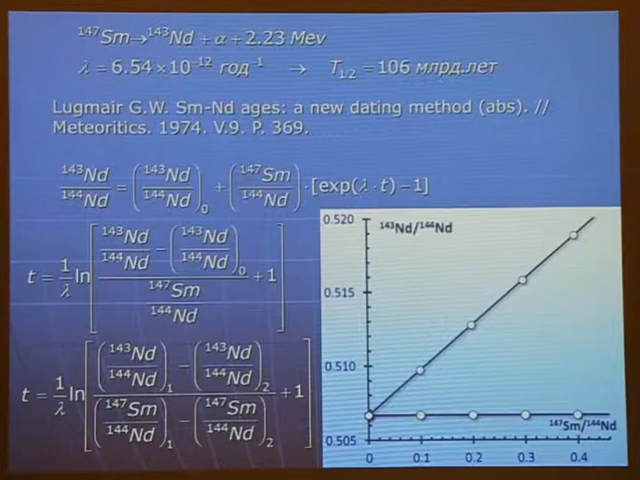 ¹⁴⁷Sm→¹⁴³Nd + α + 2.23 Mev
λ = 6.54×10⁻¹² год⁻¹ → T₁/₂ = 106 млрд.лет
Lugmair G.W. Sm-Nd ages: a new dating method (abs). //
Meteoritics. 1974. V.9. P. 369.
¹⁴³Nd/¹⁴⁴Nd = (¹⁴³Nd/¹⁴⁴Nd)₀ + (¹⁴⁷Sm/¹⁴⁴Nd)·[exp(λ·t)−1]
t = 1/λ ln[(¹⁴³Nd/¹⁴⁴Nd − (¹⁴³Nd/¹⁴⁴Nd)₀)/(¹⁴⁷Sm/¹⁴⁴Nd) + 1]
t = 1/λ ln[((¹⁴³Nd/¹⁴⁴Nd)₁ − (¹⁴³Nd/¹⁴⁴Nd)₂)/((¹⁴⁷Sm/¹⁴⁴Nd)₁ − (¹⁴⁷Sm/¹⁴⁴Nd)₂) + 1]
¹⁴³Nd/¹⁴⁴Nd
0.520
0.515
0.510
0.505
¹⁴⁷Sm/¹⁴⁴Nd
0 0.1 0.2 0.3 0.4